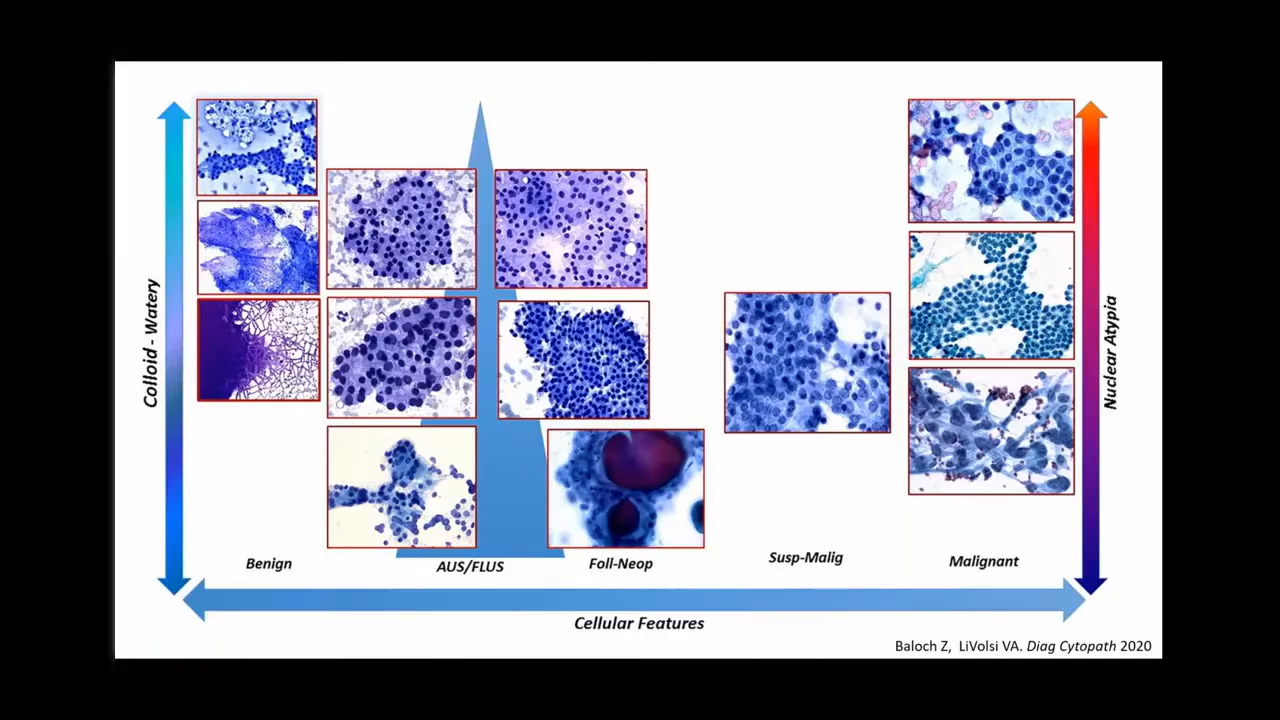 Colloid - Watery
Nuclear Atypia
Benign
AUS/FLUS
Foll-Neop
Susp-Malig
Malignant
Cellular Features
Baloch Z, LiVolsi VA. Diag Cytopath 2020